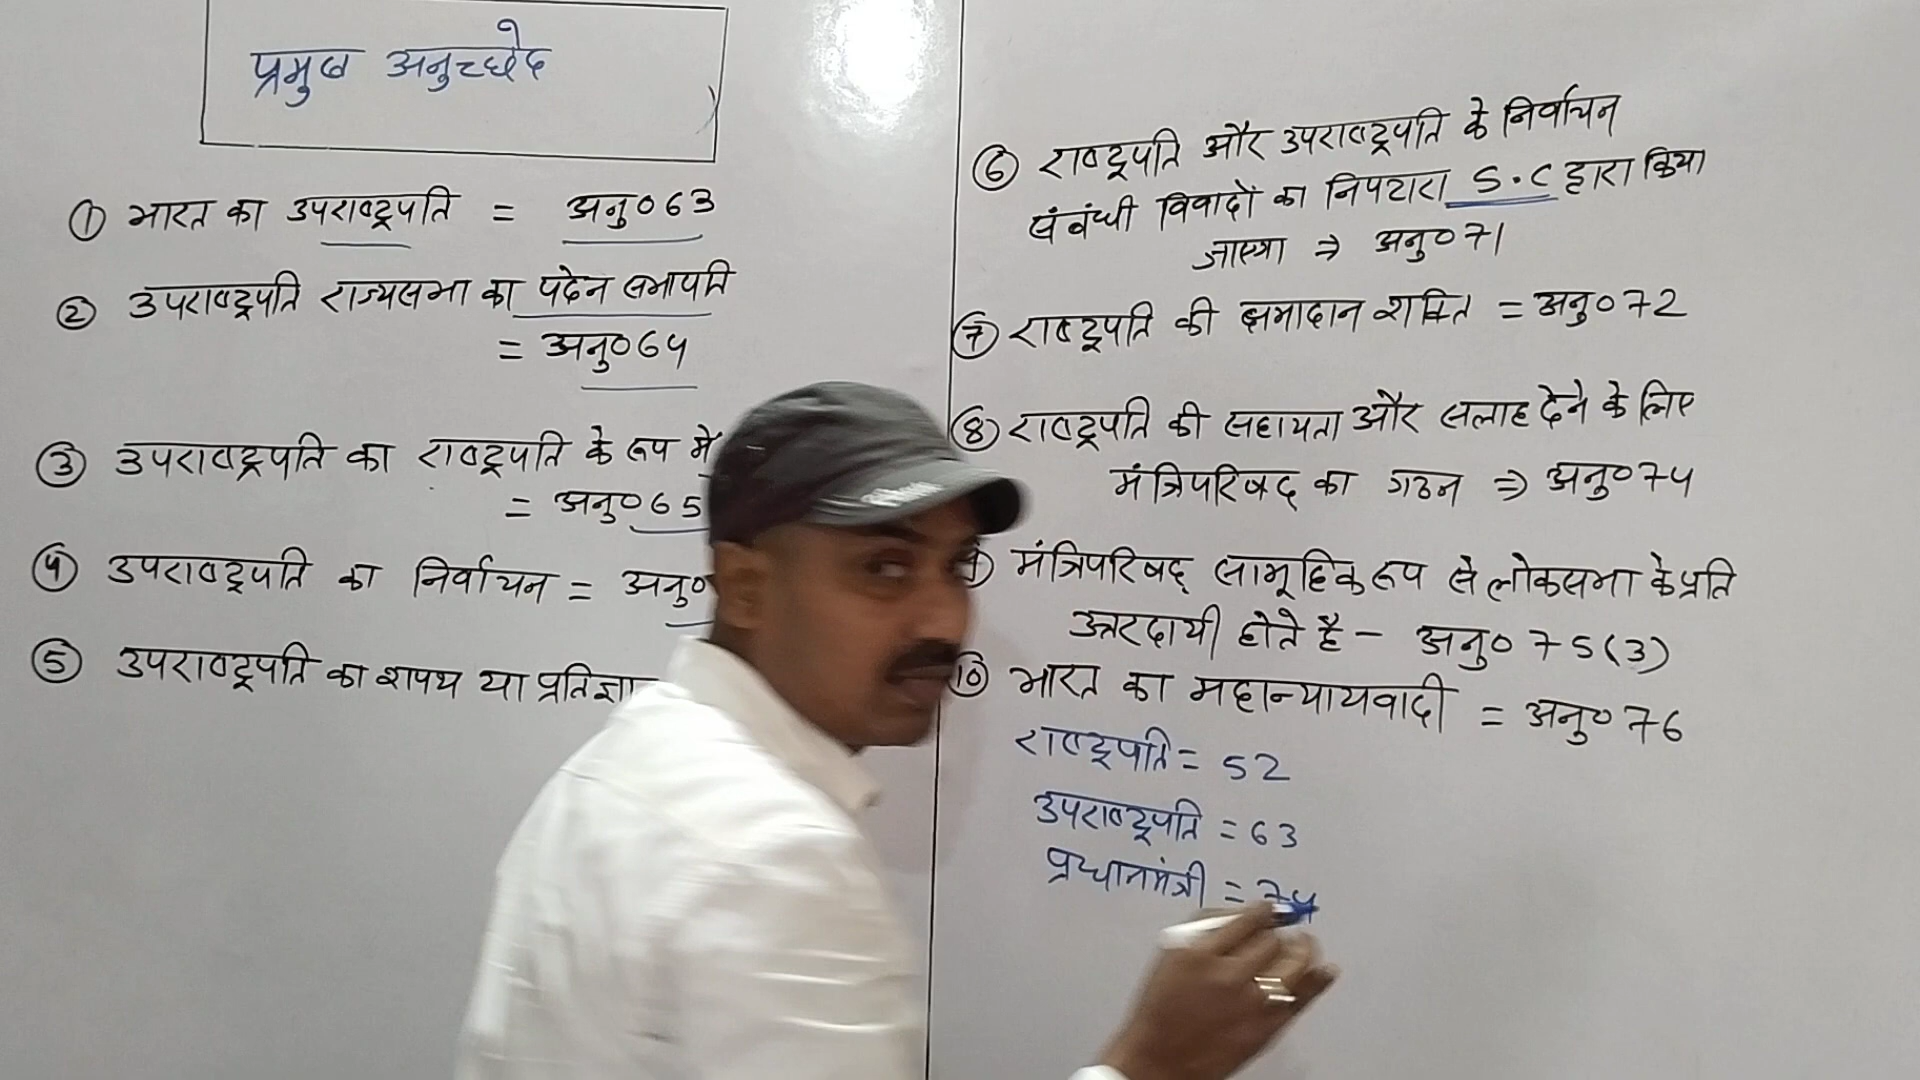 प्रमुख अनुच्छेद
① भारत का उपराष्ट्रपति = अनु० 63
② उपराष्ट्रपति राज्यसभा का पदेन सभापति
= अनु० 64
③ उपराष्ट्रपति का राष्ट्रपति के रूप में
= अनु० 65
④ उपराष्ट्रपति का निर्वाचन = अनु०
⑤ उपराष्ट्रपति का शपथ या प्रतिज्ञा
⑥ राष्ट्रपति और उपराष्ट्रपति के निर्वाचन
संबंधी विवादों का निपटारा S.C द्वारा किया
जाएगा ⇒ अनु० 71
⑦ राष्ट्रपति की क्षमादान शक्ति = अनु० 72
⑧ राष्ट्रपति की सहायता और सलाह देने के लिए
मंत्रिपरिषद् का गठन ⇒ अनु० 74
मंत्रिपरिषद् सामूहिक रूप से लोकसभा के प्रति
उत्तरदायी होते है - अनु० 75(3)
⑩ भारत का महान्यायवादी = अनु० 76
राष्ट्रपति = 52
उपराष्ट्रपति = 63
प्रधानमंत्री = 74